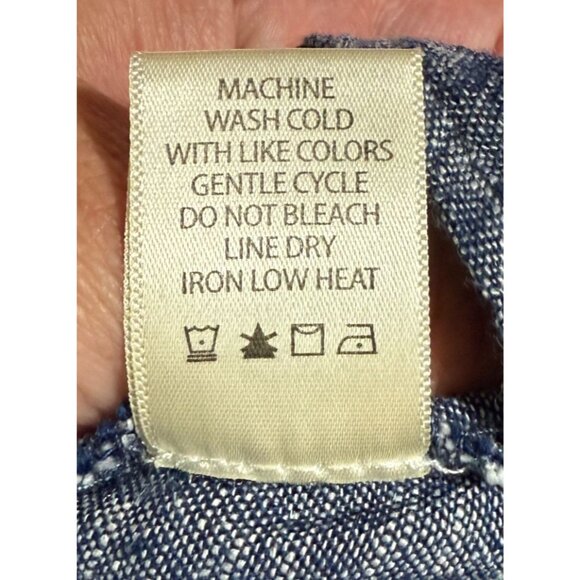 MACHINE
WASH COLD
WITH LIKE COLORS
GENTLE CYCLE
DO NOT BLEACH
LINE DRY
IRON LOW HEAT